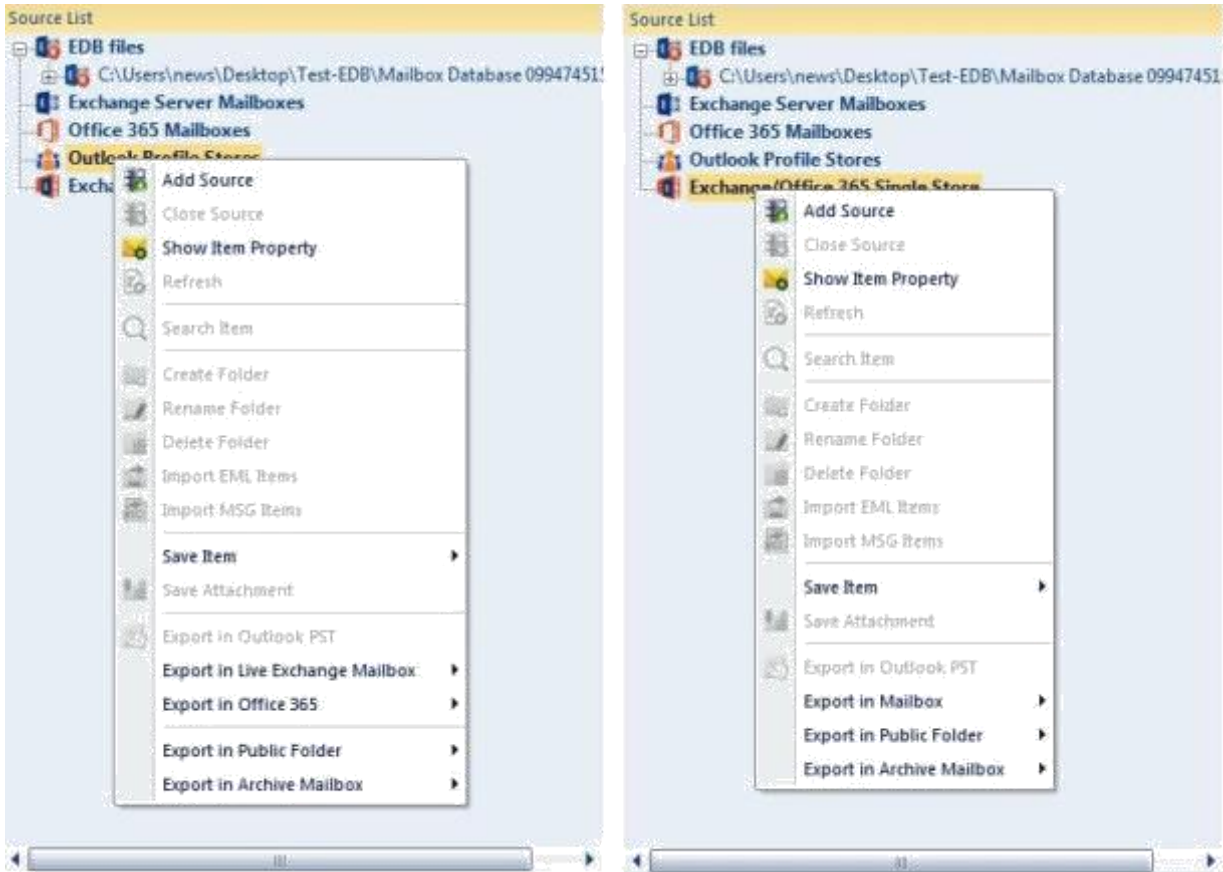 Source List
EDB files
C:\Users\news\Desktop\Test-EDB\Mailbox Database 099474515
Exchange Server Mailboxes
Office 365 Mailboxes
Outlook Profile Stores
Excha
Add Source
Close Source
Show Item Property
Refresh
Search Item
Create Folder
Rename Folder
Delete Folder
Import EML Items
Import MSG Items
Save Item
Save Attachment
Export in Outlook PST
Export in Live Exchange Mailbox
Export in Office 365
Export in Public Folder
Export in Archive Mailbox
Source List
EDB files
C:\Users\news\Desktop\Test-EDB\Mailbox Database 09947451
Exchange Server Mailboxes
Office 365 Mailboxes
Outlook Profile Stores
Exchange/Office 365 Single Store
Add Source
Close Source
Show Item Property
Refresh
Search Item
Create Folder
Rename Folder
Delete Folder
Import EML Items
Import MSG Items
Save Item
Save Attachment
Export in Outlook PST
Export in Mailbox
Export in Public Folder
Export in Archive Mailbox